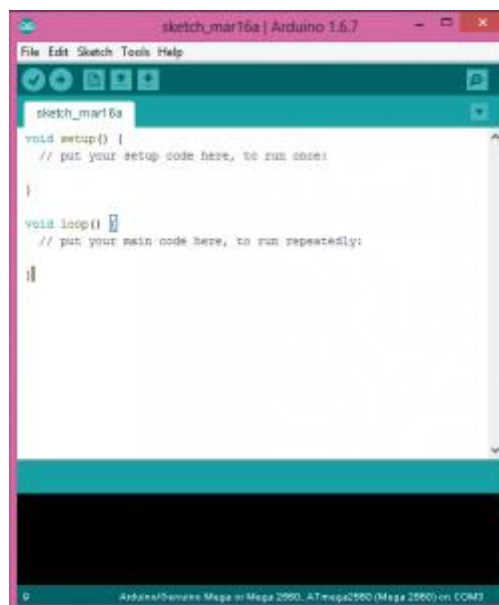 sketch_mar16a | Arduino 1.6.7
File Edit Sketch Tools Help
sketch_mar16a
void setup() {
// put your setup code here, to run once:
}
void loop() {
// put your main code here, to run repeatedly:
}
9 Arduino/Genuino Mega or Mega 2560, ATmega2560 (Mega 2560) on COM3